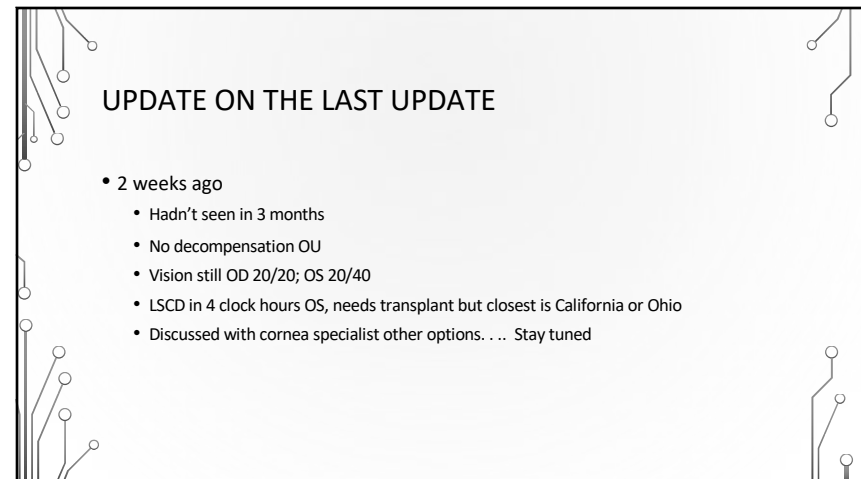 UPDATE ON THE LAST UPDATE
• 2 weeks ago
• Hadn't seen in 3 months
• No decompensation OU
• Vision still OD 20/20; OS 20/40
• LSCD in 4 clock hours OS, needs transplant but closest is California or Ohio
• Discussed with cornea specialist other options. . .. Stay tuned